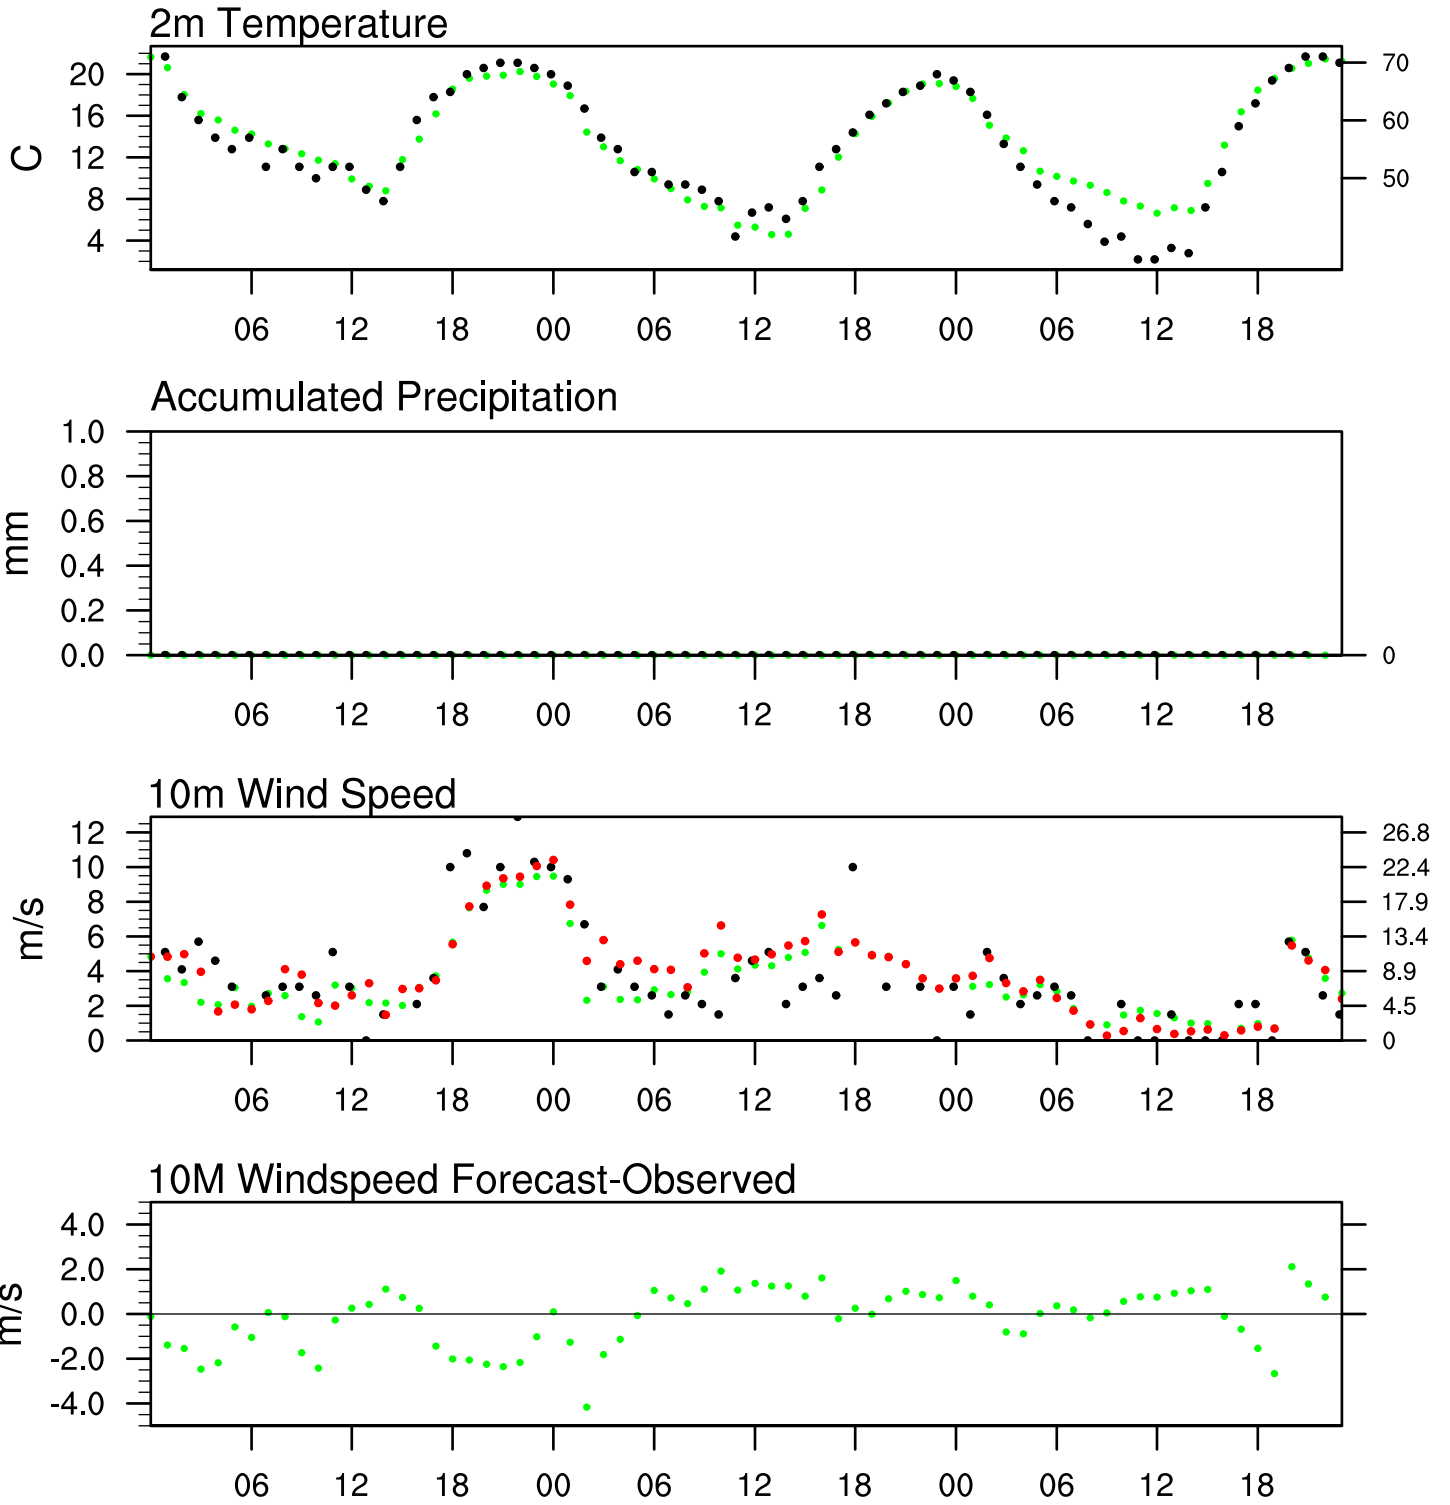 2m Temperature
20
16
12
8
4
C
70
60
50
06 12 18 00 06 12 18 00 06 12 18
Accumulated Precipitation
1.0
0.8
0.6
0.4
0.2
0.0
mm
0
06 12 18 00 06 12 18 00 06 12 18
10m Wind Speed
12
10
8
6
4
2
0
m/s
26.8
22.4
17.9
13.4
8.9
4.5
0
06 12 18 00 06 12 18 00 06 12 18
10M Windspeed Forecast-Observed
4.0
2.0
0.0
-2.0
-4.0
m/s
06 12 18 00 06 12 18 00 06 12 18